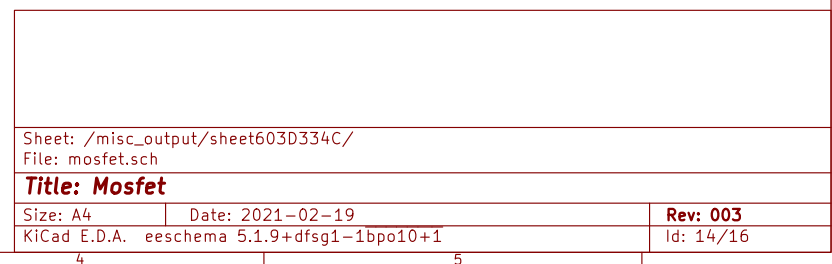 Sheet: /misc_output/sheet603D334C/
File: mosfet.sch
Title: Mosfet
Size: A4 Date: 2021-02-19 Rev: 003
KiCad E.D.A. eeschema 5.1.9+dfsg1-1bpo10+1 Id: 14/16
4 5